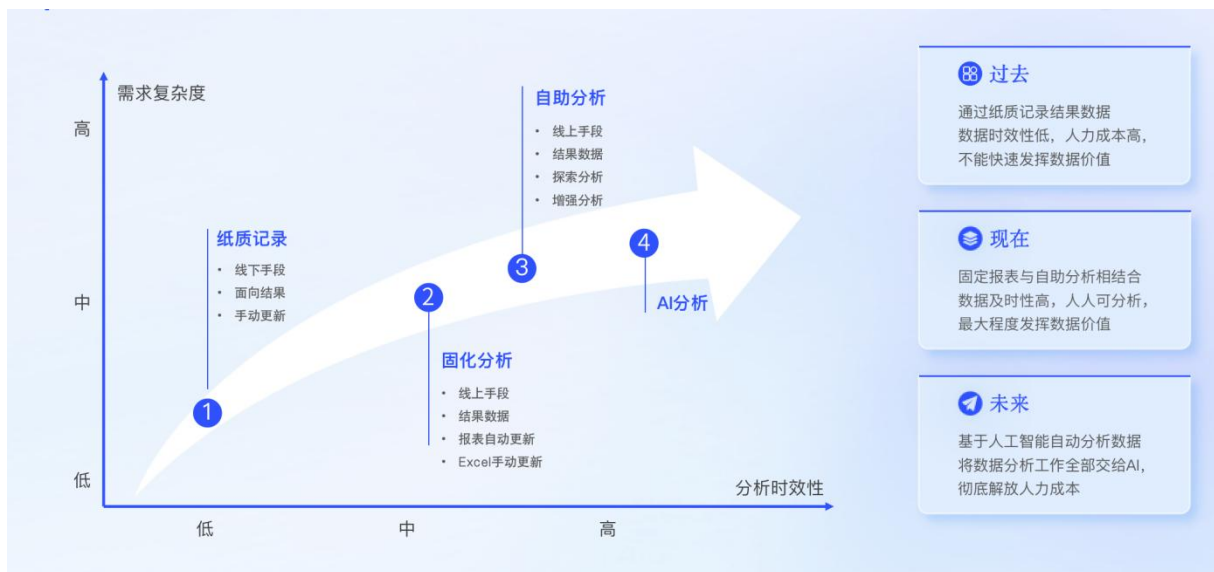 需求复杂度
高
中
低
低
中
高
分析时效性
1
纸质记录
• 线下手段
• 面向结果
• 手动更新
2
固化分析
• 线上手段
• 结果数据
• 报表自动更新
• Excel手动更新
3
自助分析
• 线上手段
• 结果数据
• 探索分析
• 增强分析
4
AI分析
过去
通过纸质记录结果数据
数据时效性低，人力成本高，
不能快速发挥数据价值
现在
固定报表与自助分析相结合
数据及时性高，人人可分析，
最大程度发挥数据价值
未来
基于人工智能自动分析数据
将数据分析工作全部交给AI，
彻底解放人力成本